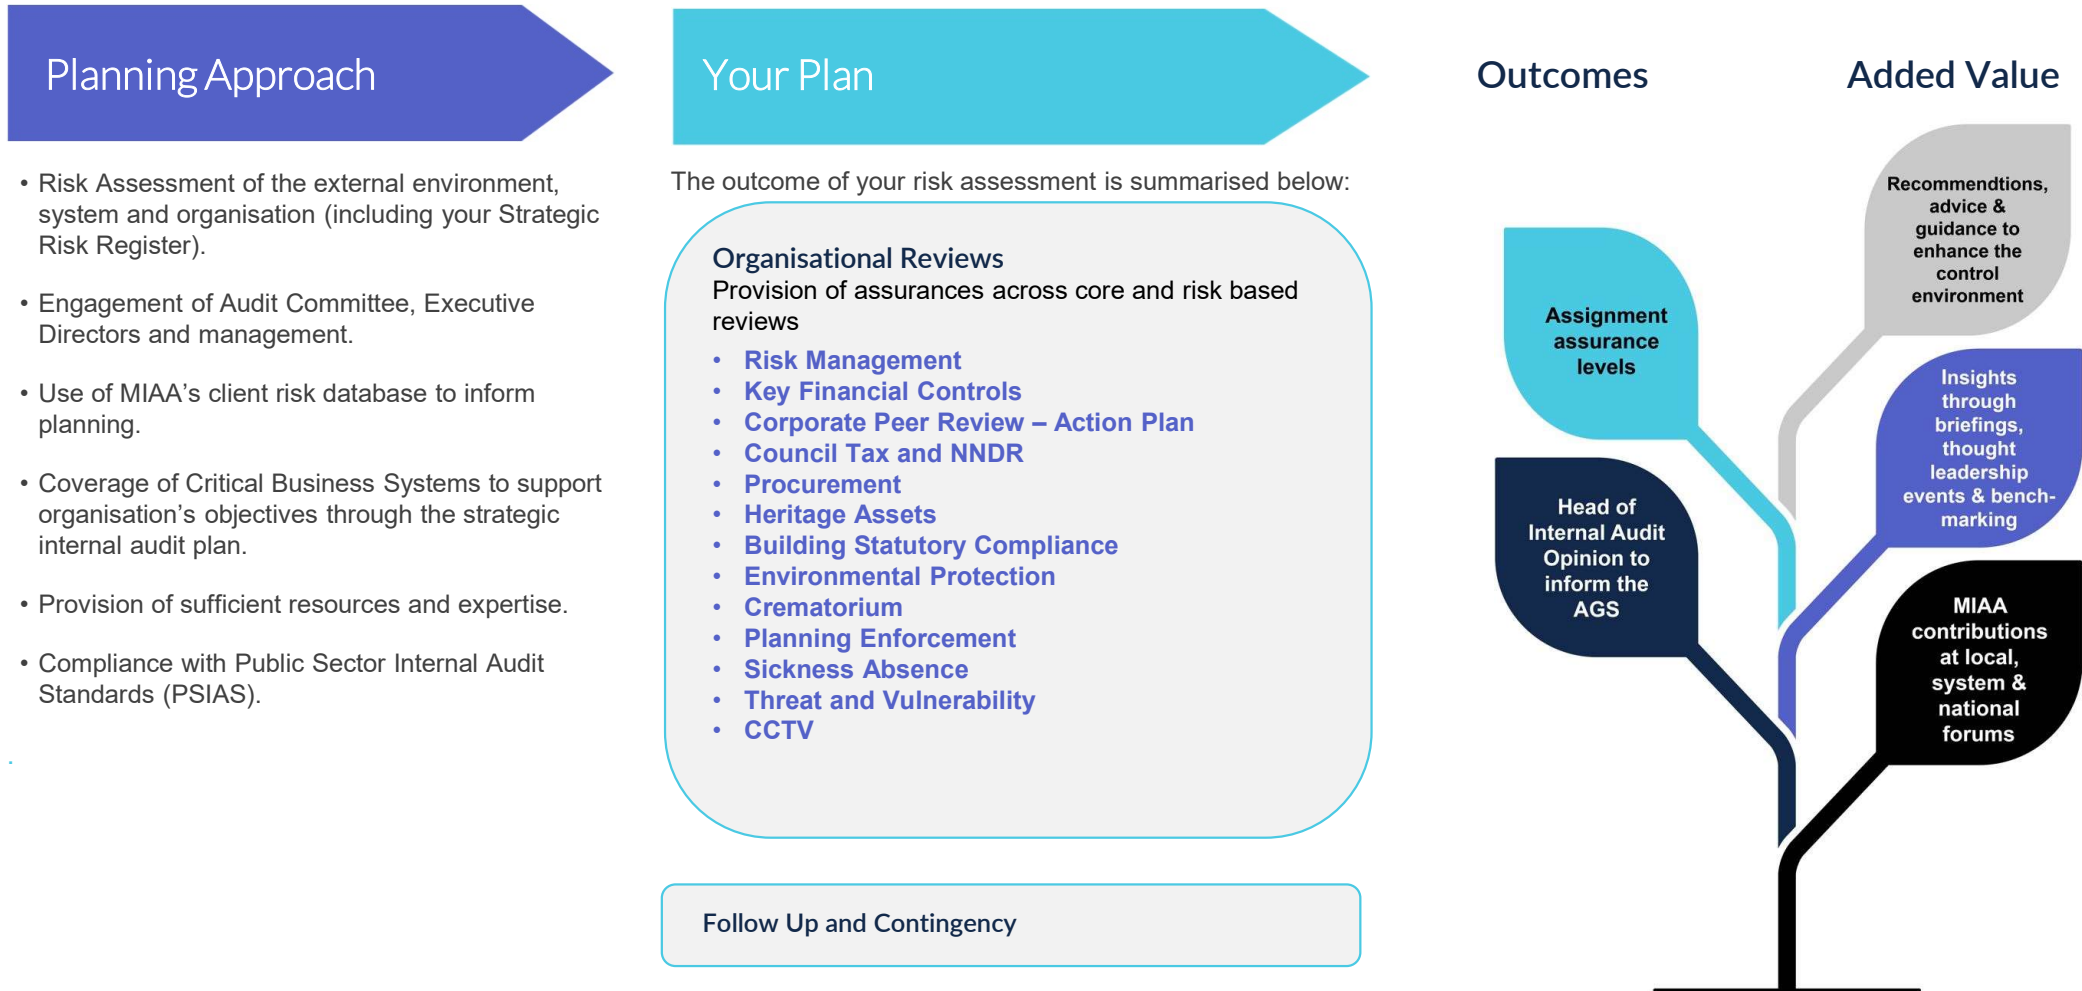 Planning Approach
• Risk Assessment of the external environment,
system and organisation (including your Strategic
Risk Register).
• Engagement of Audit Committee, Executive
Directors and management.
• Use of MIAA’s client risk database to inform
planning.
• Coverage of Critical Business Systems to support
organisation’s objectives through the strategic
internal audit plan.
• Provision of sufficient resources and expertise.
• Compliance with Public Sector Internal Audit
Standards (PSIAS).
.
Your Plan
The outcome of your risk assessment is summarised below:
Organisational Reviews
Provision of assurances across core and risk based
reviews
• Risk Management
• Key Financial Controls
• Corporate Peer Review – Action Plan
• Council Tax and NNDR
• Procurement
• Heritage Assets
• Building Statutory Compliance
• Environmental Protection
• Crematorium
• Planning Enforcement
• Sickness Absence
• Threat and Vulnerability
• CCTV
Follow Up and Contingency
Outcomes
Assignment
assurance
levels
Head of
Internal Audit
Opinion to
inform the
AGS
Added Value
Recommendtions,
advice &
guidance to
enhance the
control
environment
Insights
through
briefings,
thought
leadership
events & bench-
marking
MIAA
contributions
at local,
system &
national
forums